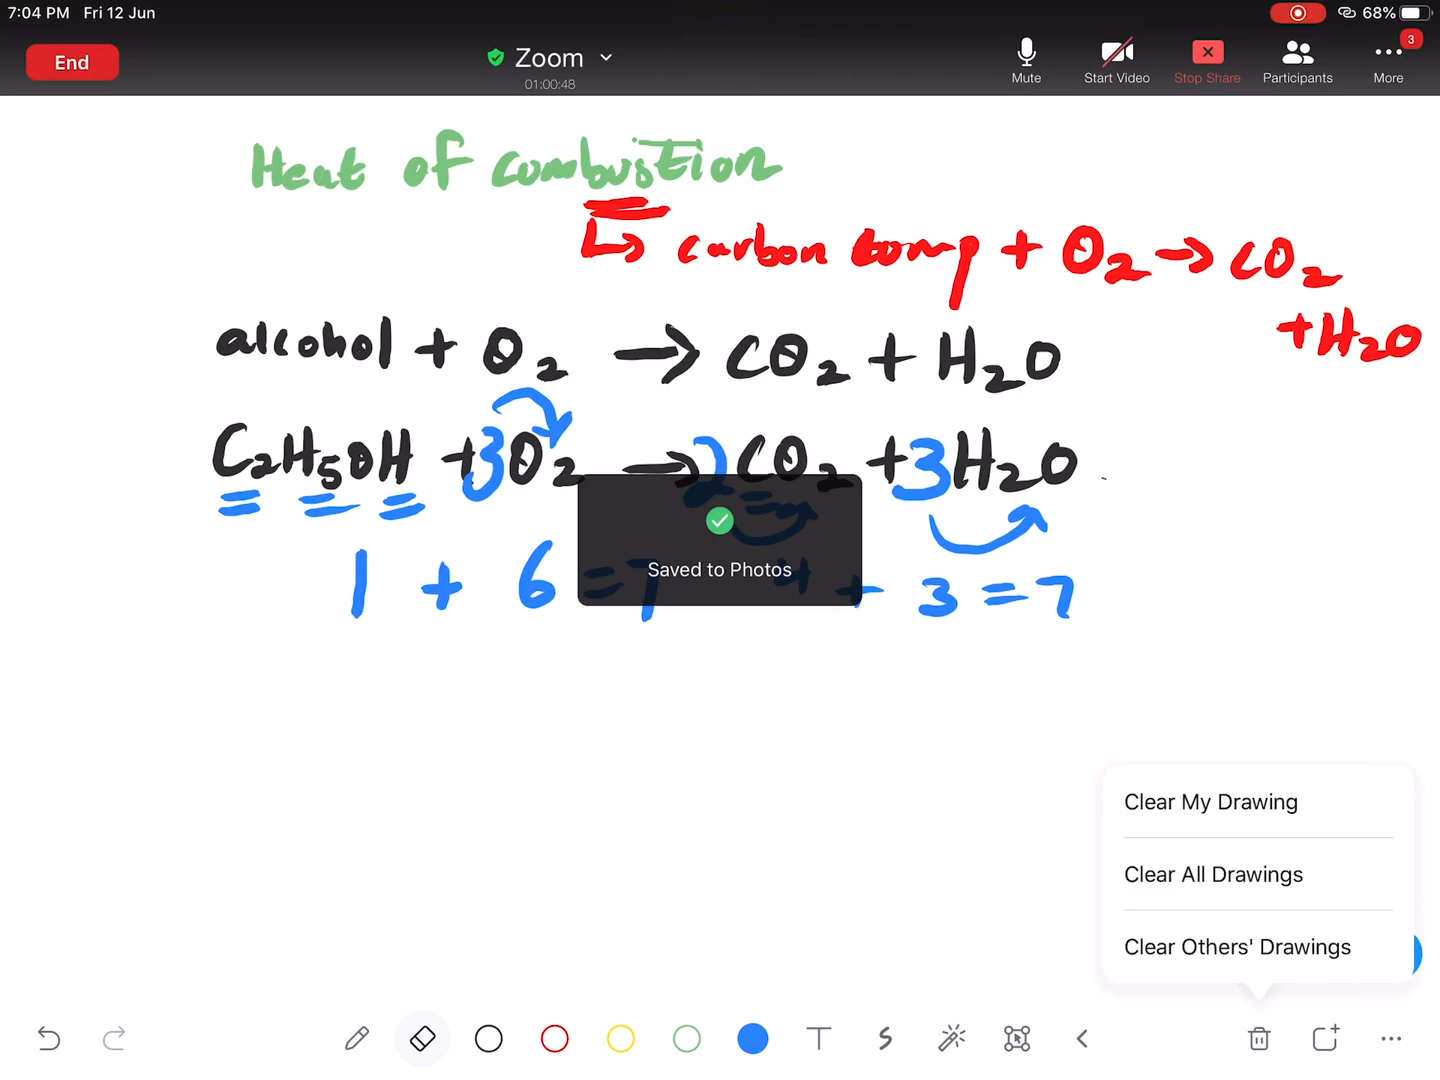 7:04 PM Fri 12 Jun
68%
End
Zoom
01:00:48
Mute
Start Video
Stop Share
Participants
3
More
Heat of combustion
↳ carbon comp + O₂ → CO₂
+ H₂O
alcohol + O₂ → CO₂ + H₂O
C₂H₅OH + 3O₂ → 2CO₂ + 3H₂O
1 + 6 = 7 4 + 3 = 7
Saved to Photos
Clear My Drawing
Clear All Drawings
Clear Others' Drawings